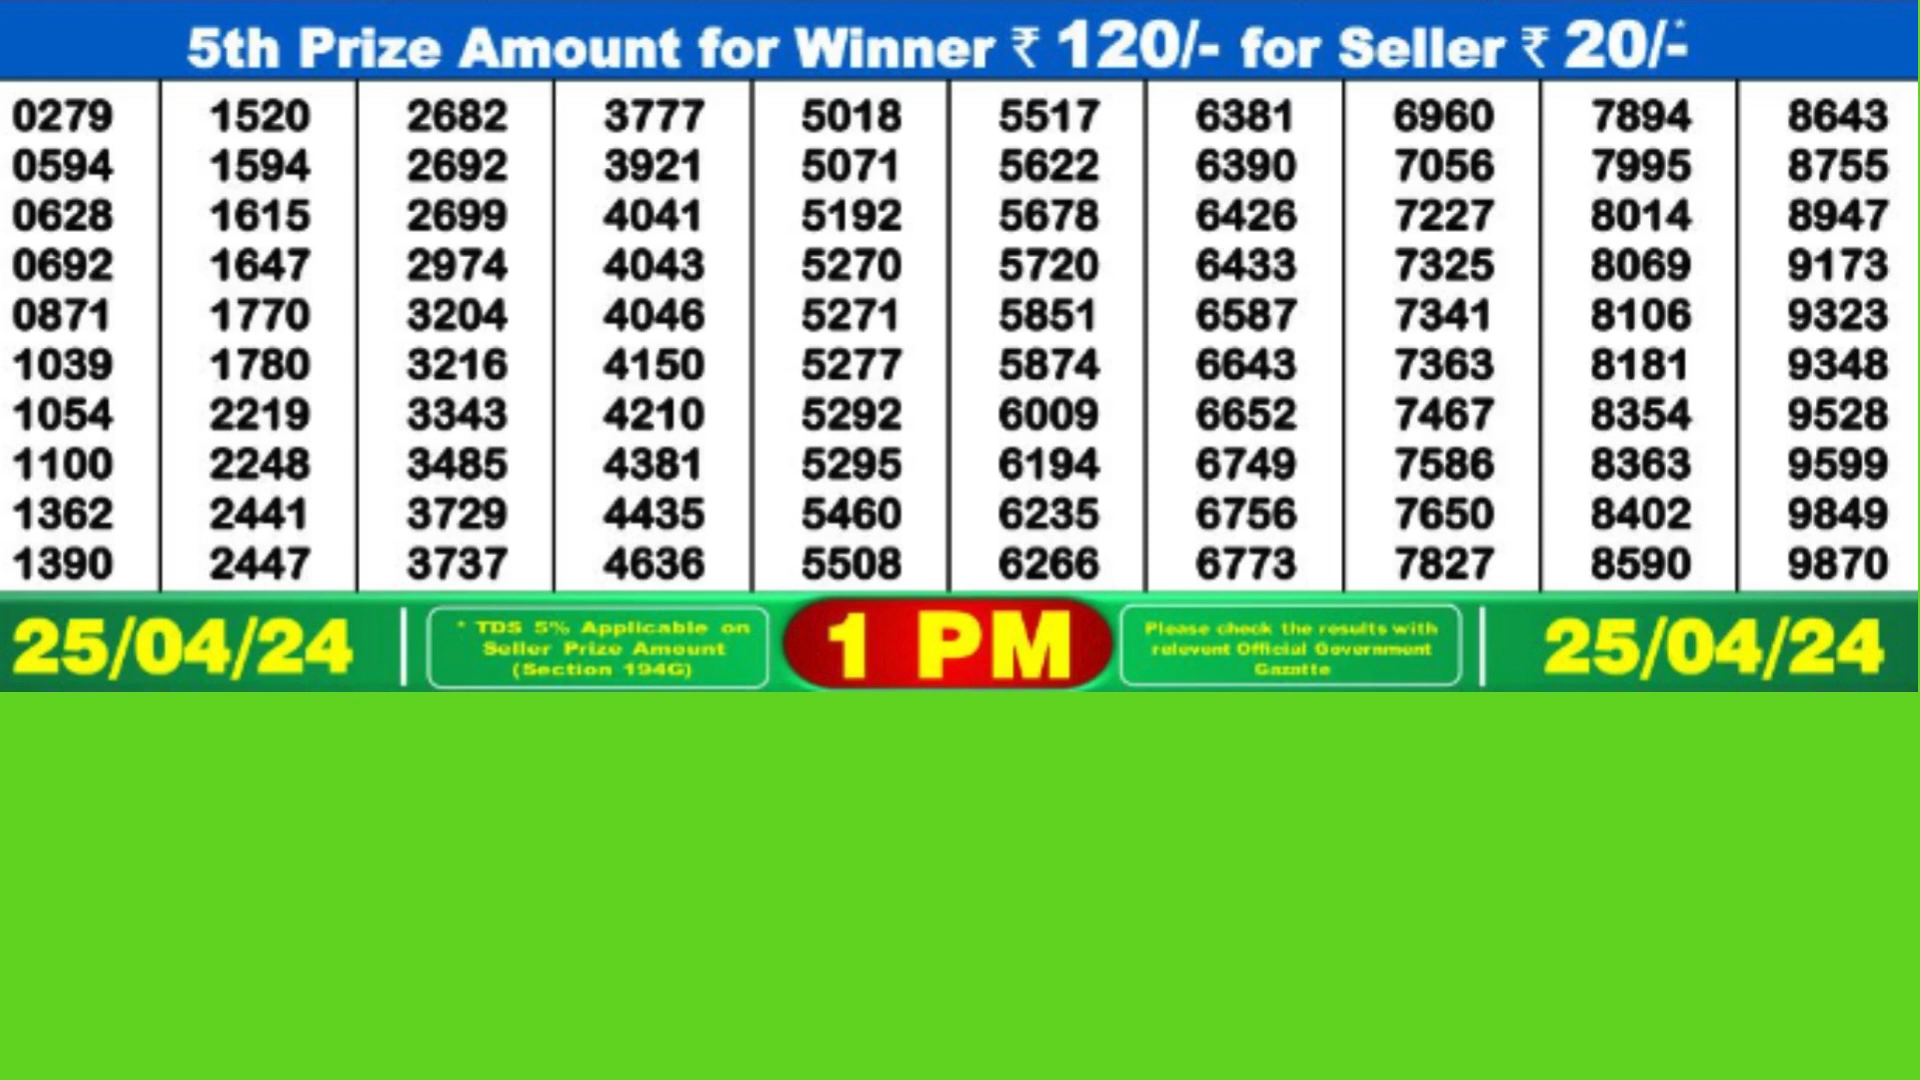 5th Prize Amount for Winner ₹ 120/- for Seller ₹ 20/-*
0279 1520 2682 3777 5018 5517 6381 6960 7894 8643
0594 1594 2692 3921 5071 5622 6390 7056 7995 8755
0628 1615 2699 4041 5192 5678 6426 7227 8014 8947
0692 1647 2974 4043 5270 5720 6433 7325 8069 9173
0871 1770 3204 4046 5271 5851 6587 7341 8106 9323
1039 1780 3216 4150 5277 5874 6643 7363 8181 9348
1054 2219 3343 4210 5292 6009 6652 7467 8354 9528
1100 2248 3485 4381 5295 6194 6749 7586 8363 9599
1362 2441 3729 4435 5460 6235 6756 7650 8402 9849
1390 2447 3737 4636 5508 6266 6773 7827 8590 9870
25/04/24
* TDS 5% Applicable on
Seller Prize Amount
(Section 194G)
1 PM
Please check the results with
relevent Official Government
Gazatte
25/04/24